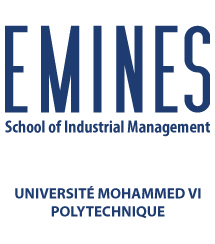 EMINES
School of Industrial Management
UNIVERSITÉ MOHAMMED VI
POLYTECHNIQUE